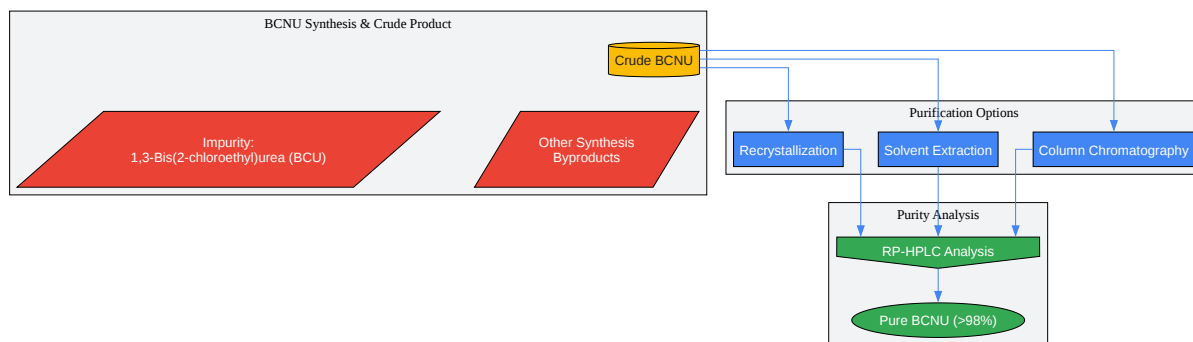 BCNU Synthesis & Crude Product
Crude BCNU
Impurity:
1,3-Bis(2-chloroethyl)urea (BCU)
Other Synthesis
Byproducts
Purification Options
Recrystallization
Solvent Extraction
Column Chromatography
Purity Analysis
RP-HPLC Analysis
Pure BCNU (>98%)